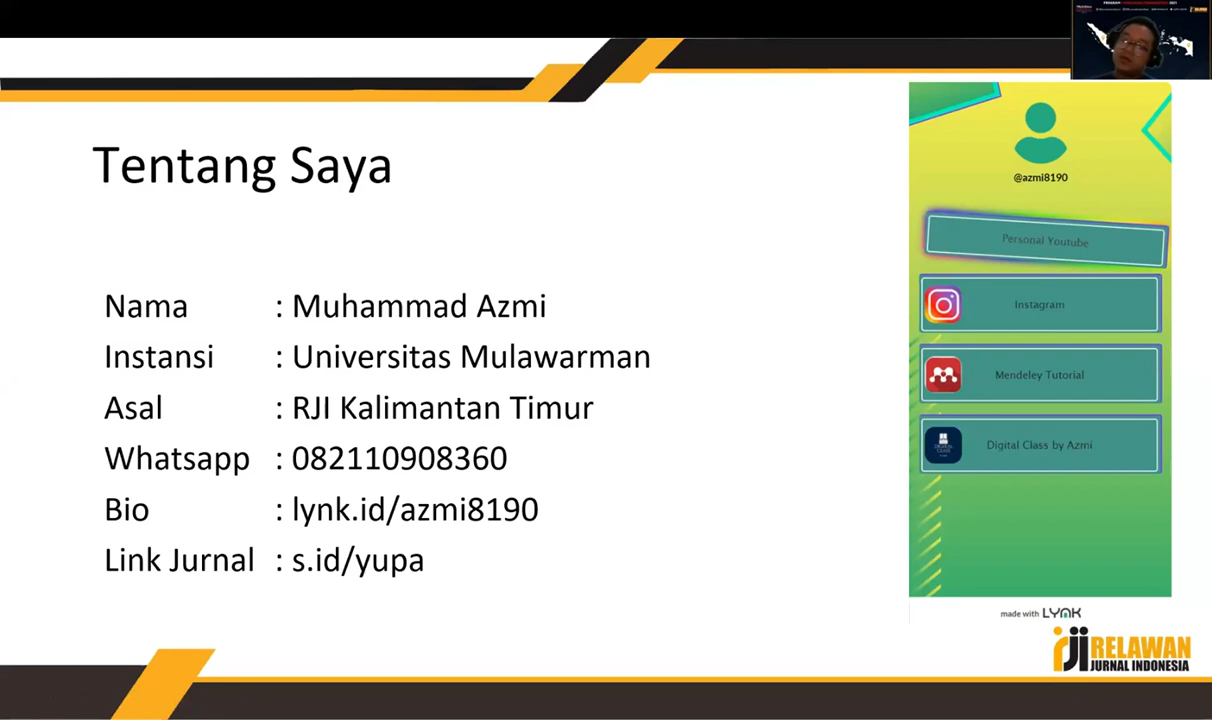 Tentang Saya
Nama : Muhammad Azmi
Instansi : Universitas Mulawarman
Asal : RJI Kalimantan Timur
Whatsapp : 082110908360
Bio : lynk.id/azmi8190
Link Jurnal : s.id/yupa
@azmi8190
Personal Youtube
Instagram
Mendeley Tutorial
Digital Class by Azmi
made with LYNK
rji RELAWAN
JURNAL INDONESIA